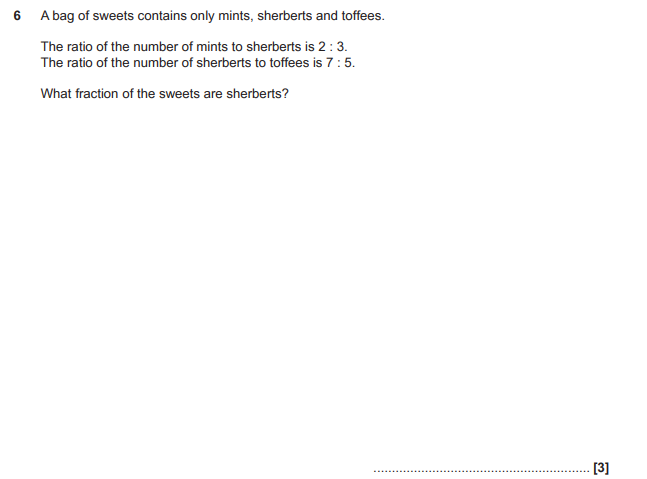 6 A bag of sweets contains only mints, sherberts and toffees.
The ratio of the number of mints to sherberts is 2 : 3.
The ratio of the number of sherberts to toffees is 7 : 5.
What fraction of the sweets are sherberts?
.......................................................... [3]